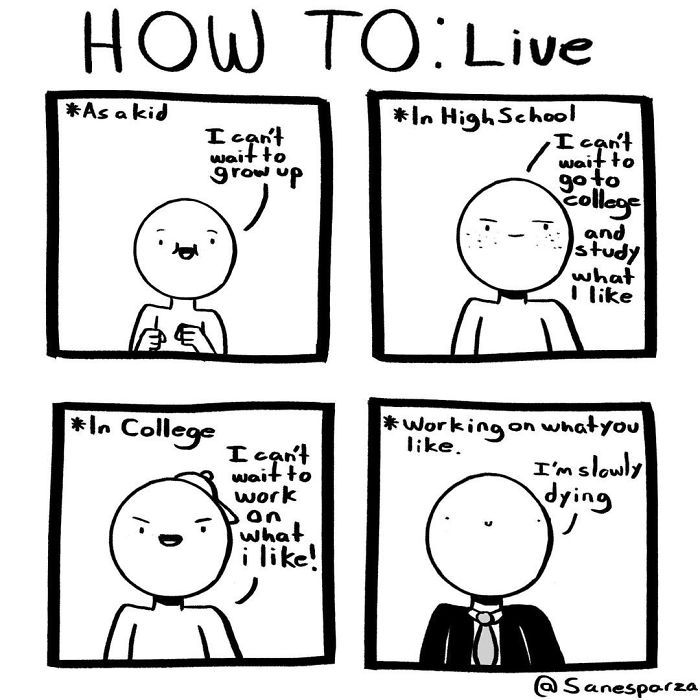 HOW TO: Live
*As a kid
I can't
wait to
grow up
*In High School
I can't
wait to
go to
college
and
study
what
I like
*In College
I can't
wait to
work
on
what
i like!
*Working on what you
like.
I'm slowly
dying
@Sanesparza